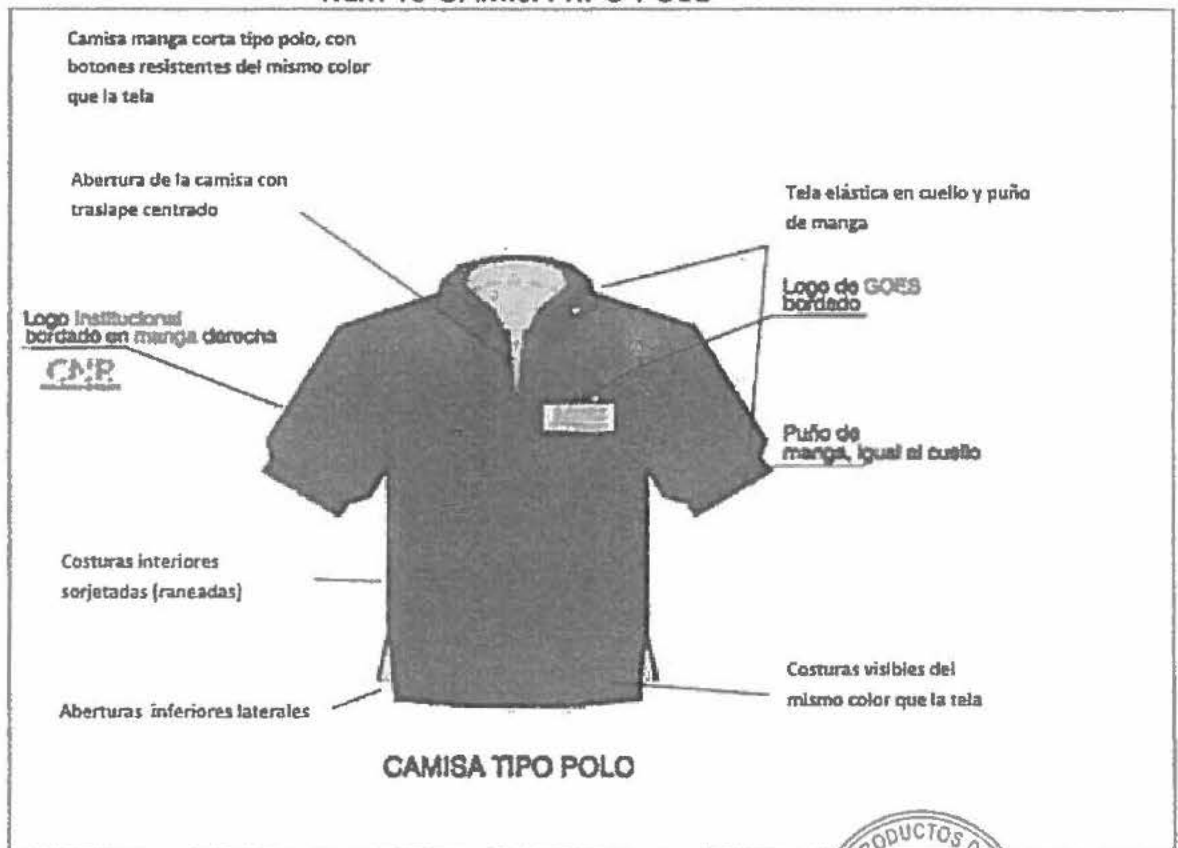 Camisa manga corta tipo polo, con
botones resistentes del mismo color
que la tela
Abertura de la camisa con
traslape centrado
Tela elástica en cuello y puño
de manga
Logo de GOES
bordado
Logo Institucional
bordado en manga derecha
CNR
Puño de
manga, igual al cuello
Costuras interiores
sorjetadas (raneadas)
Costuras visibles del
mismo color que la tela
Aberturas inferiores laterales
CAMISA TIPO POLO